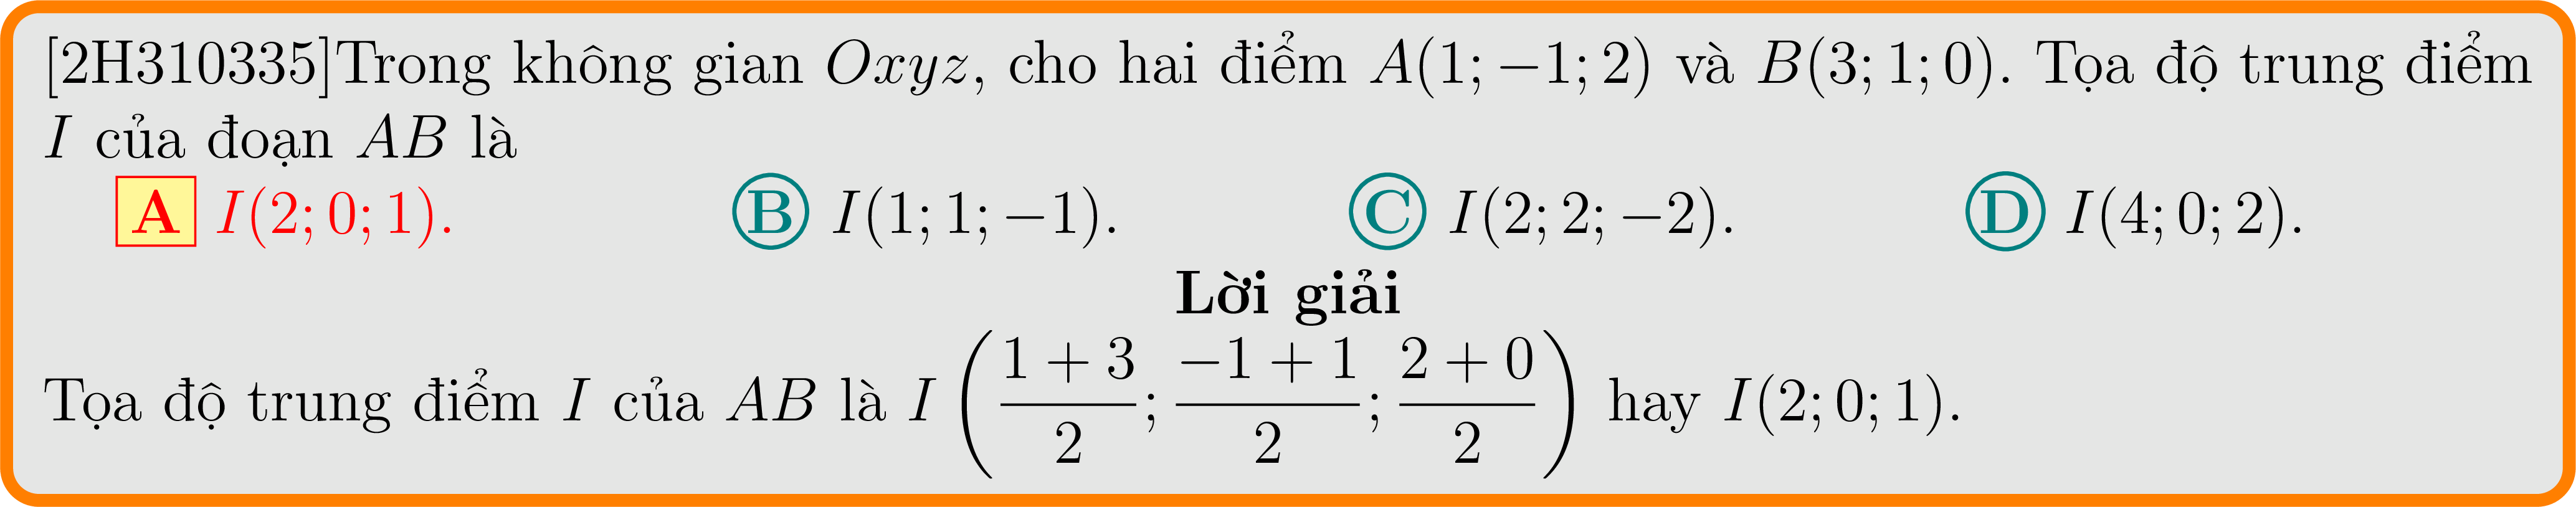 [2H310335]Trong không gian Oxyz, cho hai điểm A(1; −1; 2) và B(3; 1; 0). Tọa độ trung điểm
I của đoạn AB là
A I(2; 0; 1). B I(1; 1; −1). C I(2; 2; −2). D I(4; 0; 2).
Lời giải
Tọa độ trung điểm I của AB là I \left( \frac{1 + 3}{2}; \frac{−1 + 1}{2}; \frac{2 + 0}{2} \right) hay I(2; 0; 1).